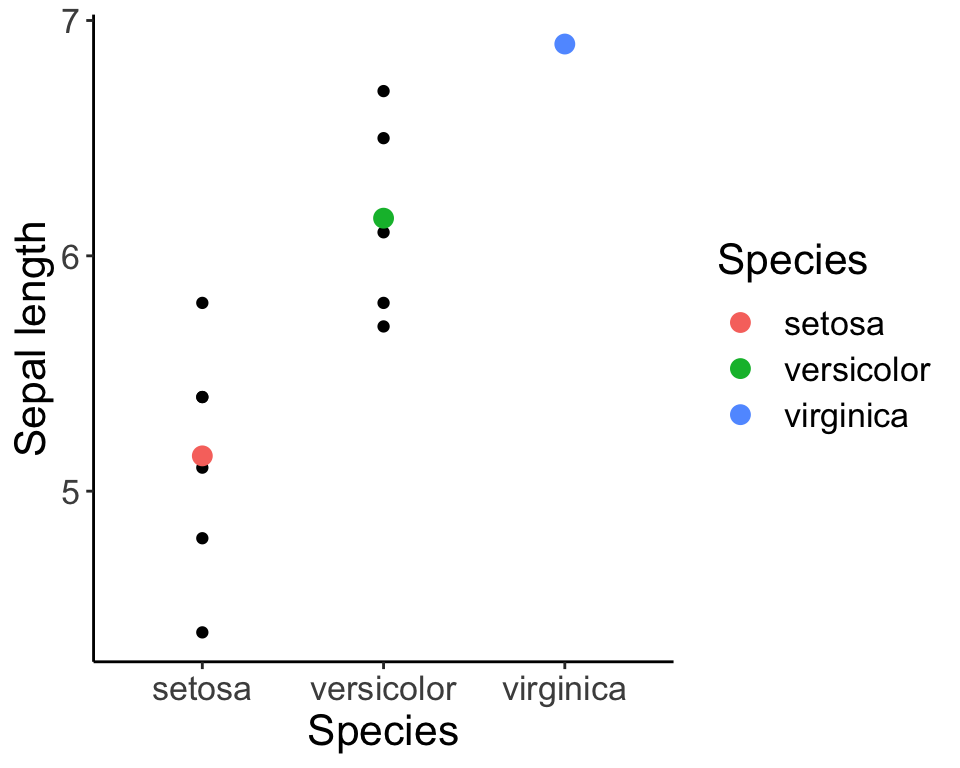 7
6
5
Sepal length
setosa
versicolor
virginica
Species
Species
setosa
versicolor
virginica